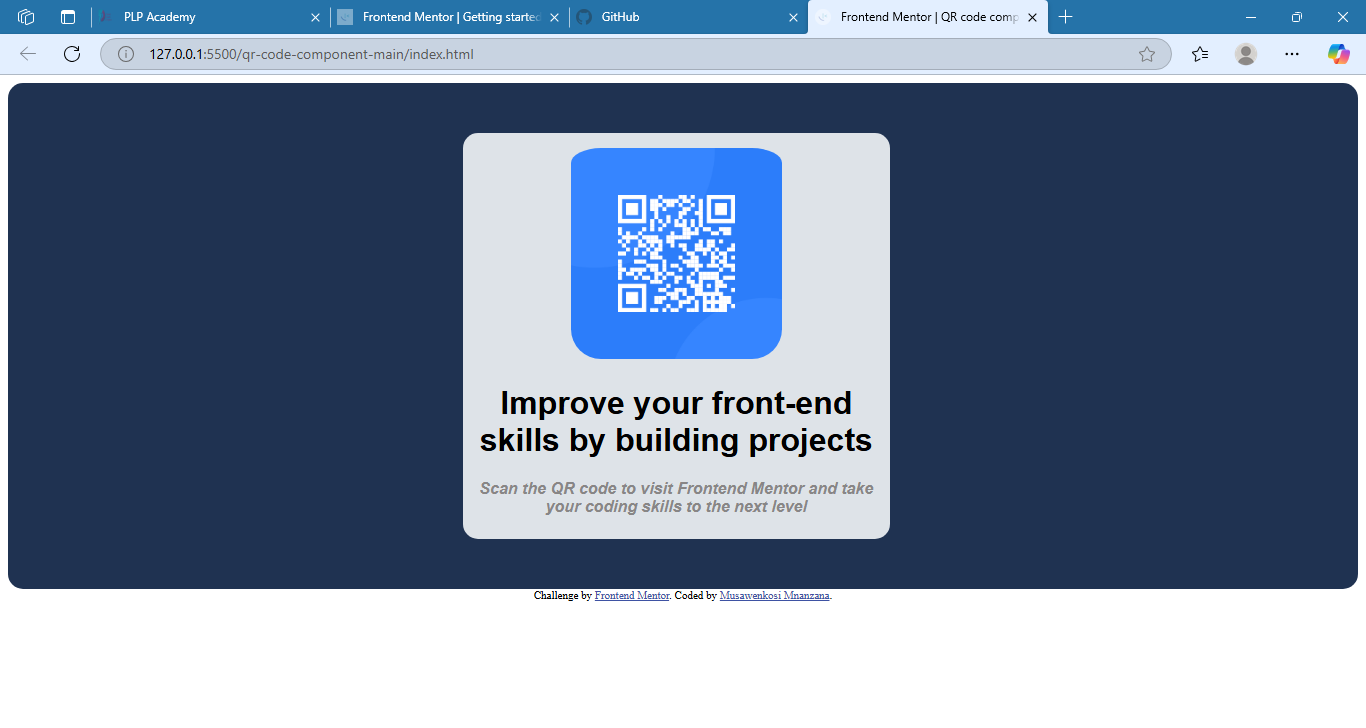 PLP Academy
Frontend Mentor | Getting started
GitHub
Frontend Mentor | QR code comp
127.0.0.1:5500/qr-code-component-main/index.html
Improve your front-end
skills by building projects
Scan the QR code to visit Frontend Mentor and take
your coding skills to the next level
Challenge by Frontend Mentor. Coded by Musawenkosi Mnanzana.